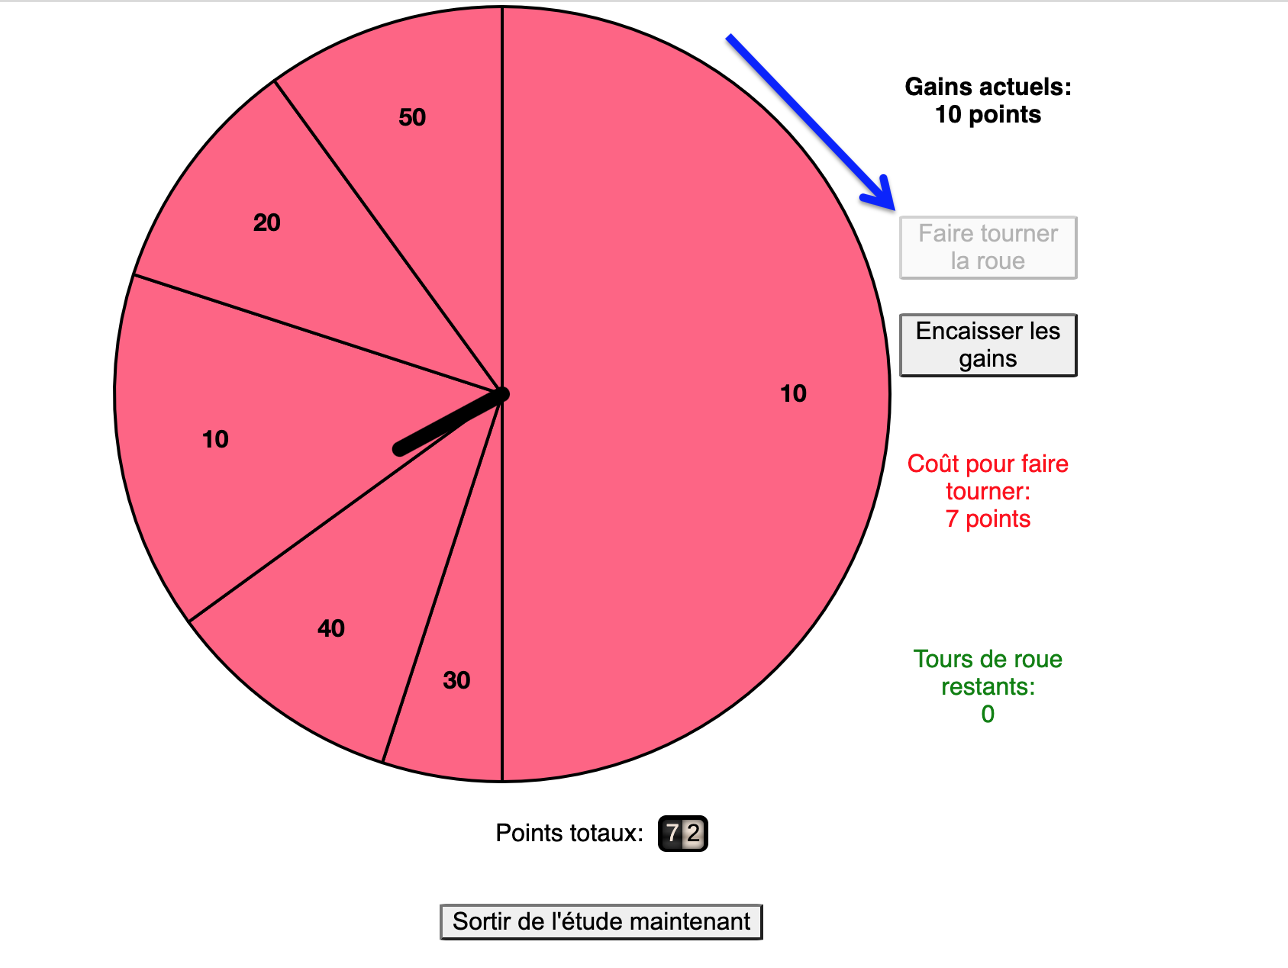 50
20
10
10
40
30
Gains actuels:
10 points
Faire tourner
la roue
Encaisser les
gains
Coût pour faire
tourner:
7 points
Tours de roue
restants:
0
Points totaux: 72
Sortir de l'étude maintenant